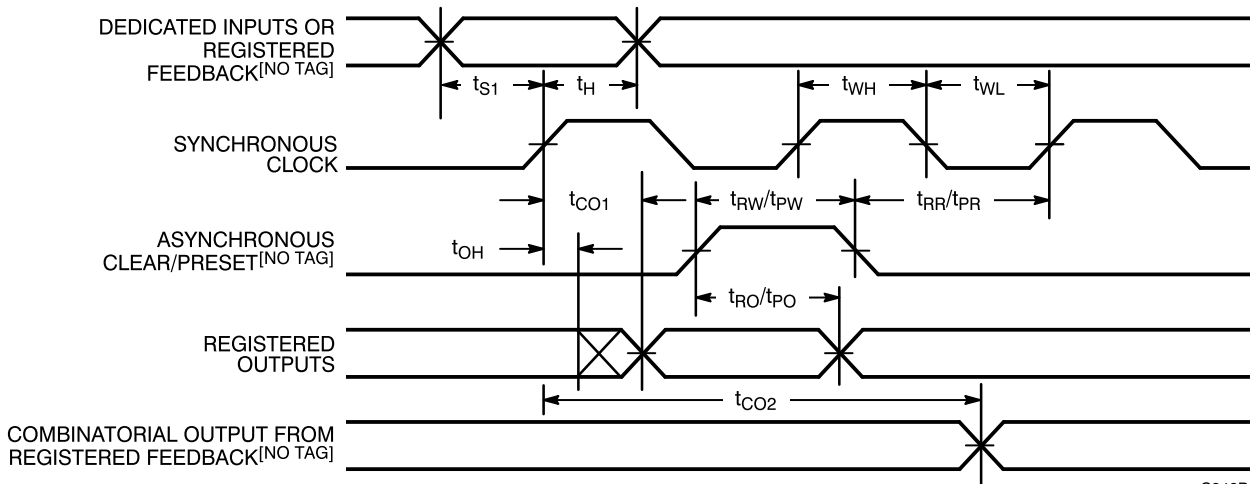 DEDICATED INPUTS OR
REGISTERED
FEEDBACK[NO TAG]
tS1
tH
tWH
tWL
SYNCHRONOUS
CLOCK
tCO1
tRW/tPW
tRR/tPR
ASYNCHRONOUS
CLEAR/PRESET[NO TAG]
tOH
tRO/tPO
REGISTERED
OUTPUTS
tCO2
COMBINATORIAL OUTPUT FROM
REGISTERED FEEDBACK[NO TAG]